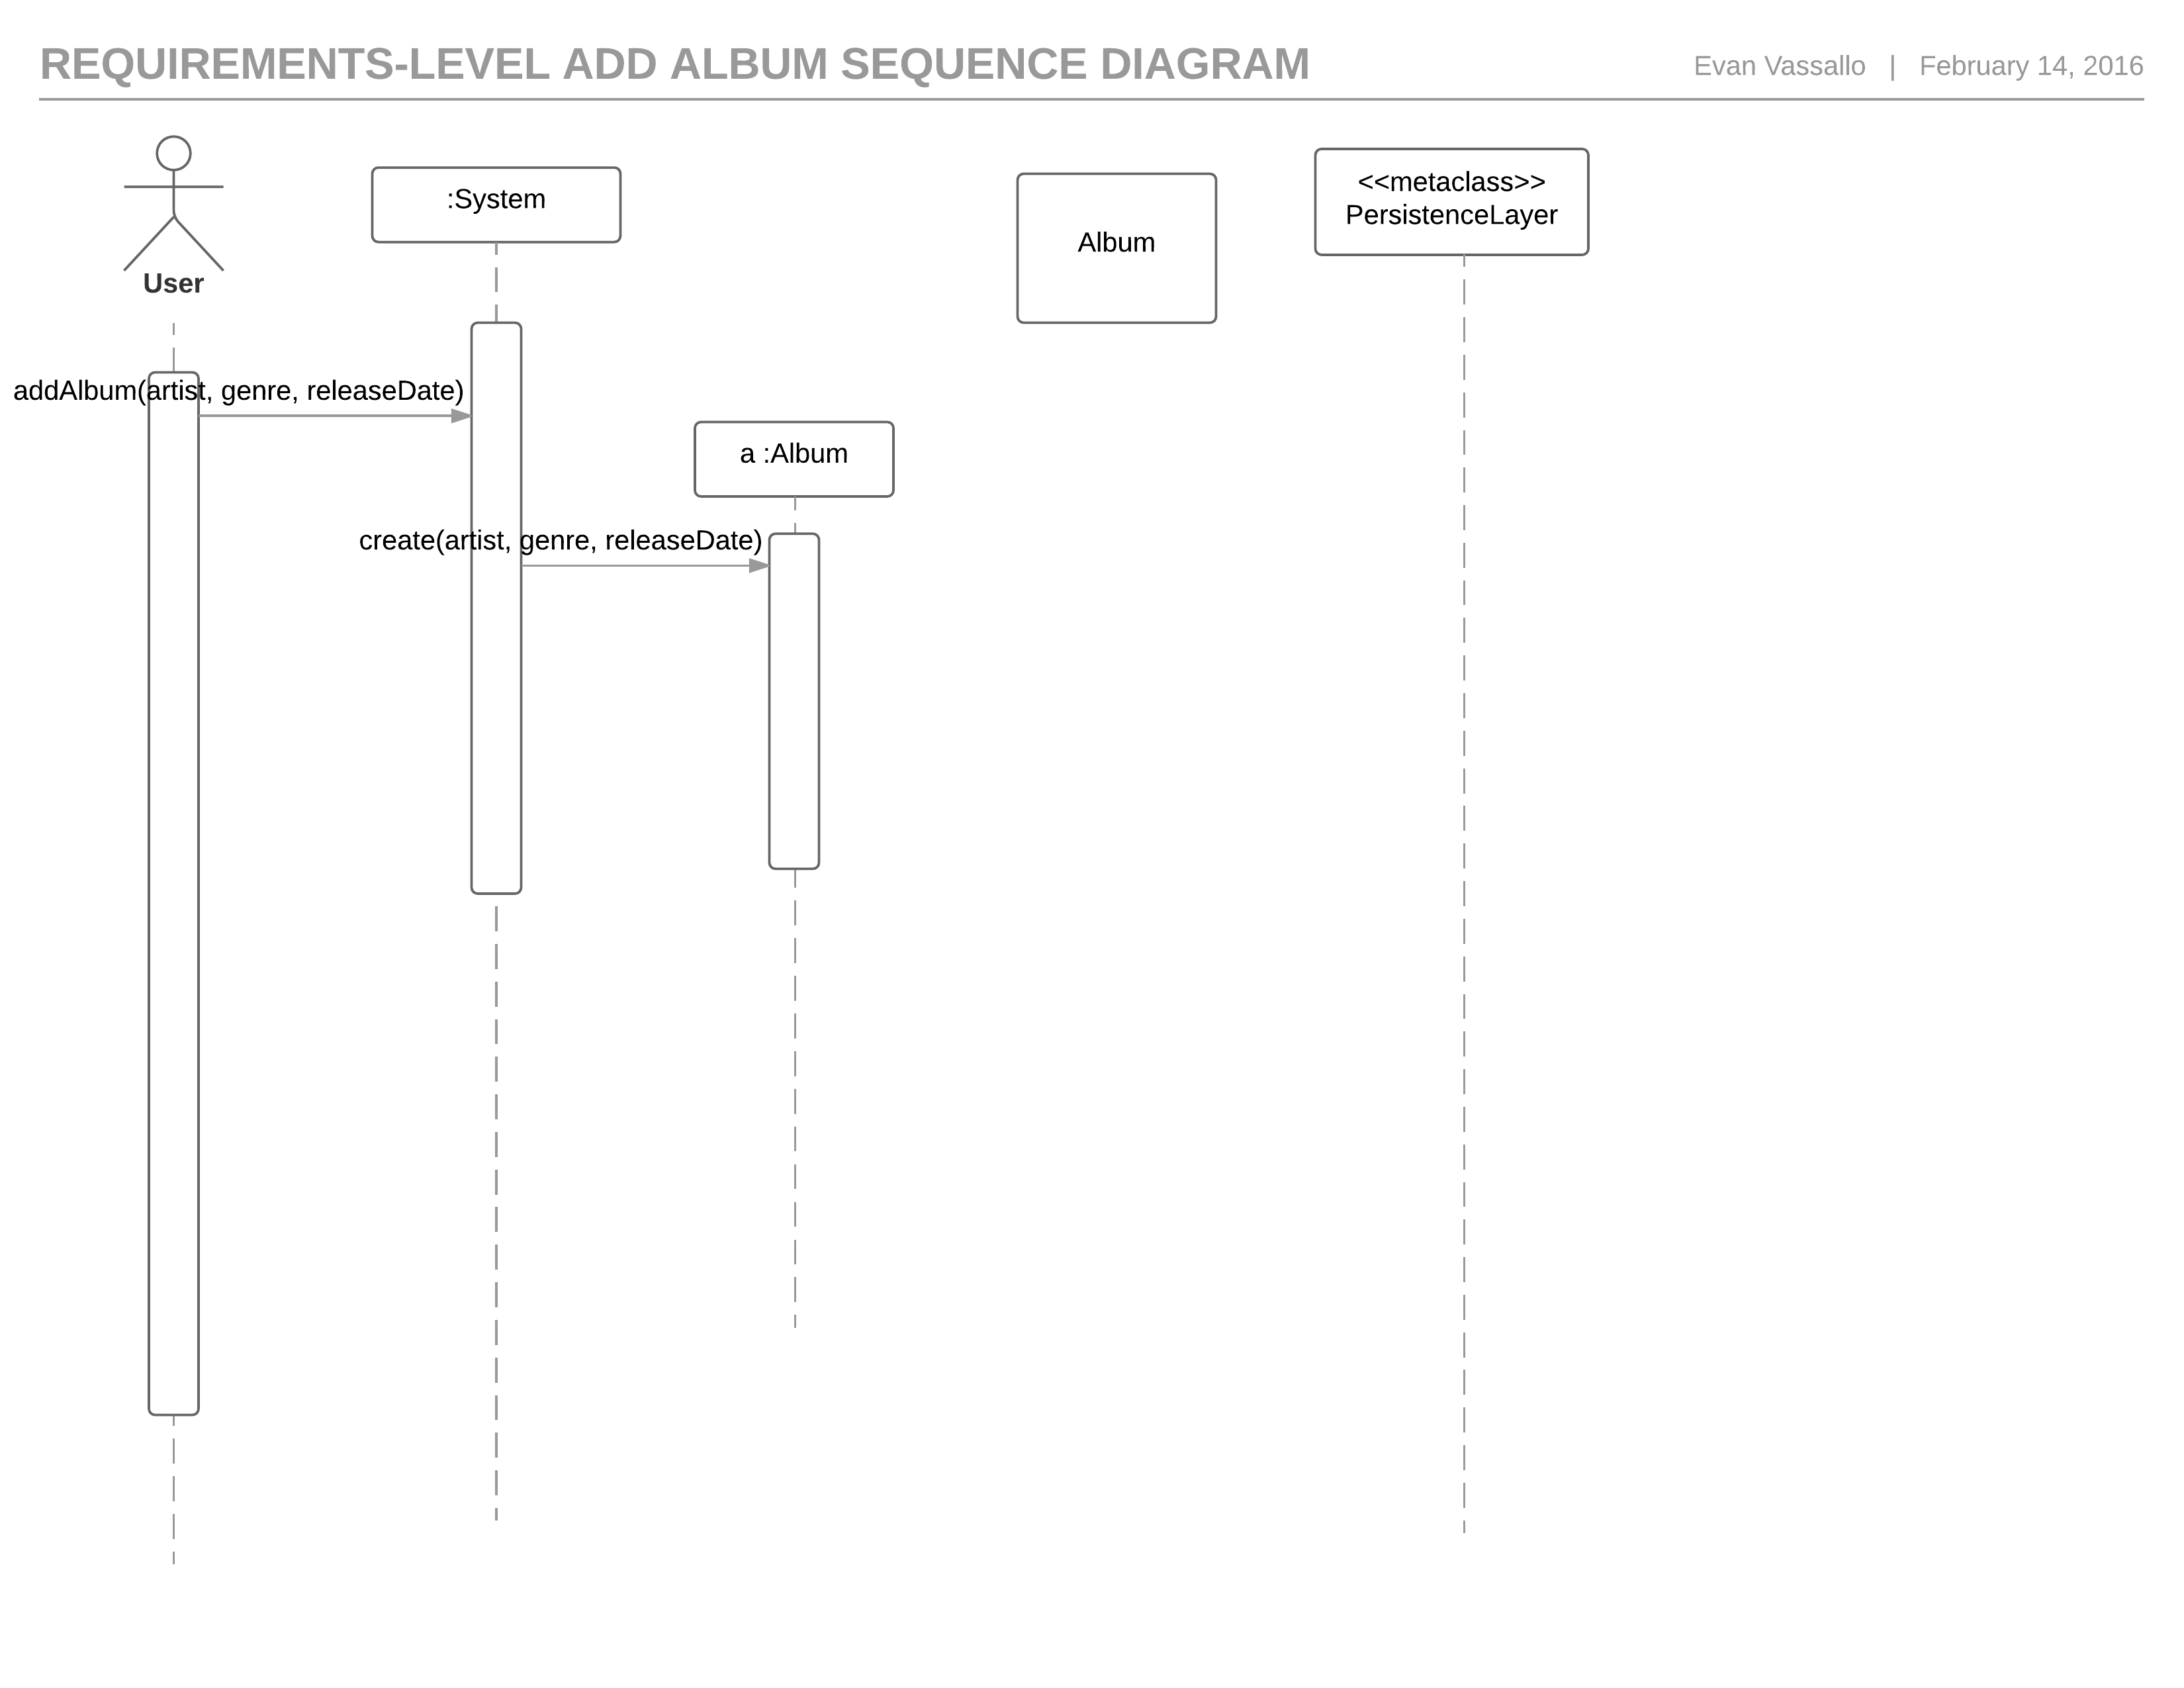 REQUIREMENTS-LEVEL ADD ALBUM SEQUENCE DIAGRAM
Evan Vassallo | February 14, 2016
User
:System
Album
<<metaclass>>
PersistenceLayer
addAlbum(artist, genre, releaseDate)
a :Album
create(artist, genre, releaseDate)